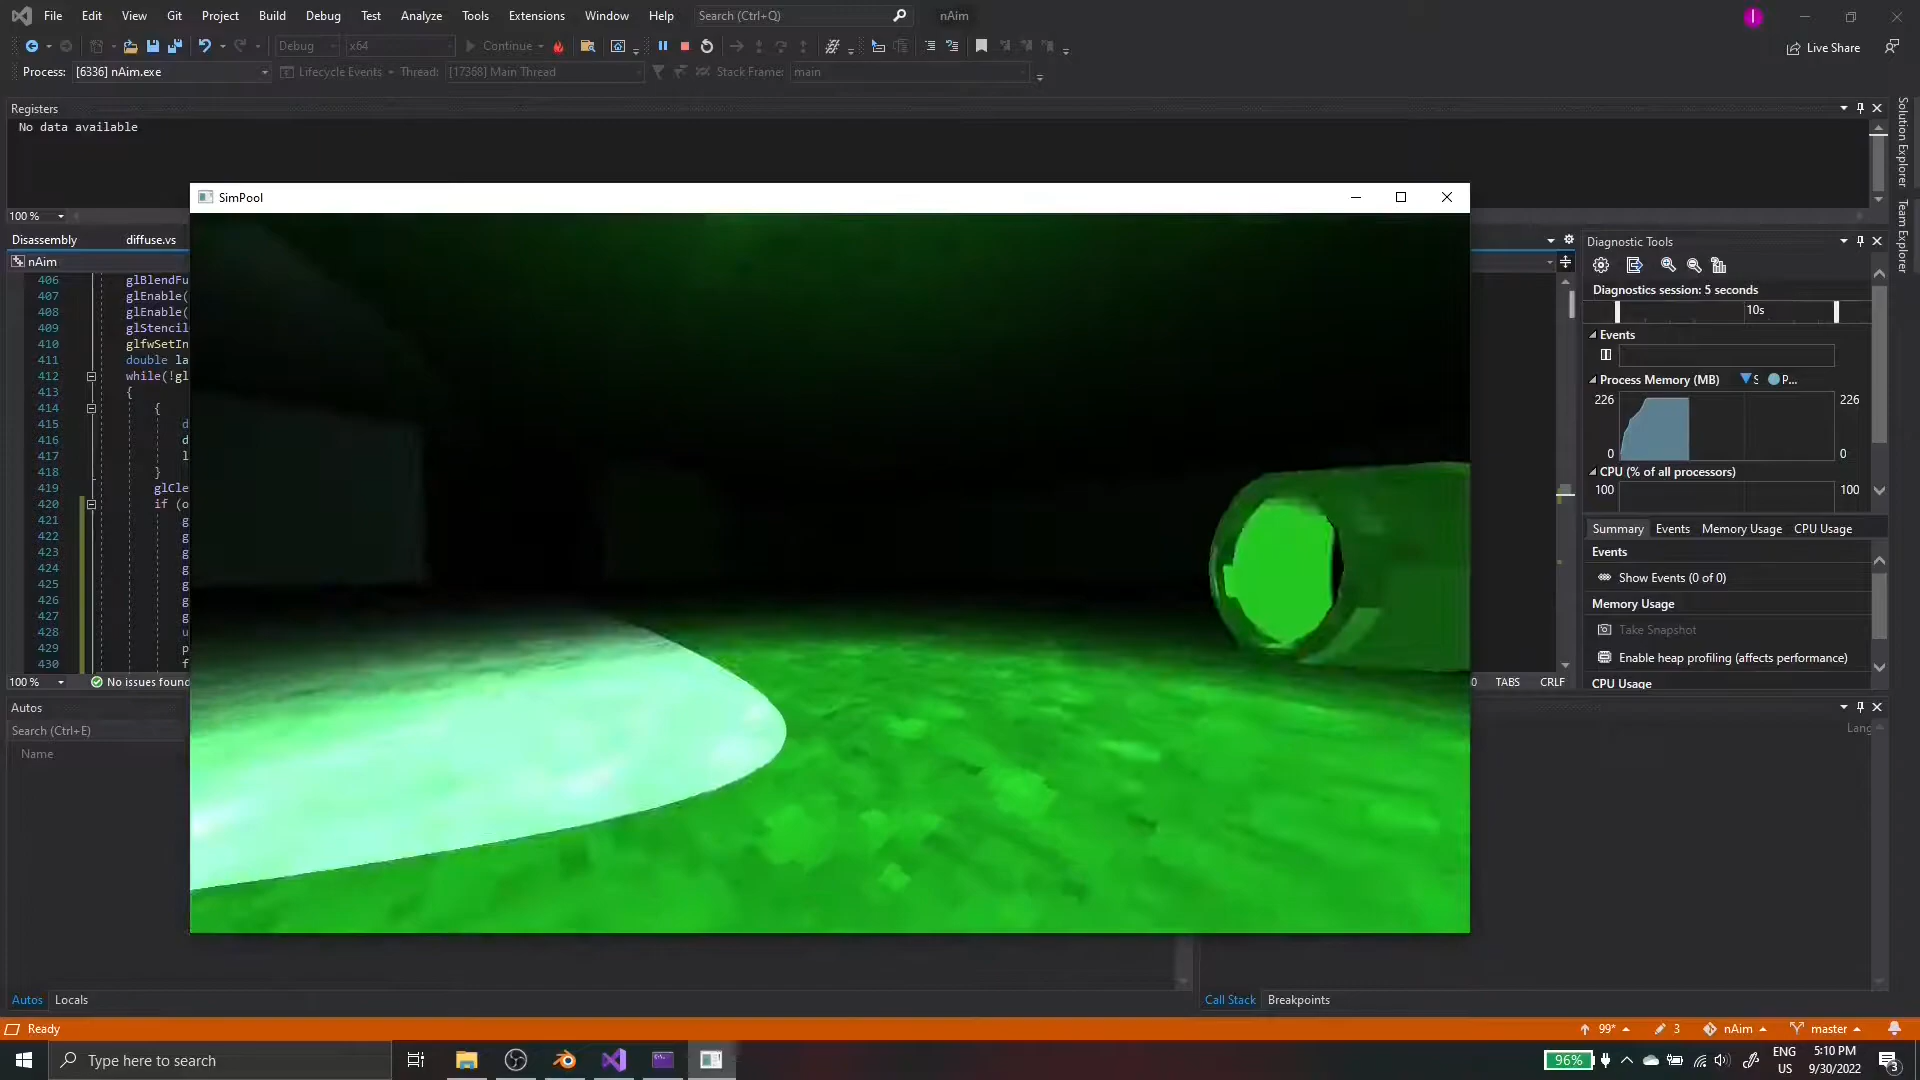 File Edit View Git Project Build Debug Test Analyze Tools Extensions Window Help Search (Ctrl+Q) nAim
Debug x64 Continue Live Share
Process: [6336] nAim.exe Lifecycle Events Thread: [17368] Main Thread Stack Frame: main
Registers
No data available
Solution Explorer
Team Explorer
100 %
SimPool
Disassembly diffuse.vs
nAim
406 glBlendFu
407 glEnable(
408 glEnable(
409 glStencil
410 glfwSetIn
411 double la
412 while(!gl
413 {
414 {
415 d
416 d
417 l
418 }
419 glCle
420 if (o
421 g
422 g
423 g
424 g
425 g
426 g
427 g
428 u
429 p
430 f
100 % No issues found
0 TABS CRLF
Diagnostic Tools
Diagnostics session: 5 seconds
10s
Events
Process Memory (MB) S P...
226 226
0 0
CPU (% of all processors)
100 100
Summary Events Memory Usage CPU Usage
Events
Show Events (0 of 0)
Memory Usage
Take Snapshot
Enable heap profiling (affects performance)
CPU Usage
Autos
Search (Ctrl+E)
Name
Lang
Autos Locals
Call Stack Breakpoints
Ready 99* 3 nAim master
Type here to search
96% ENG US 5:10 PM 9/30/2022 3